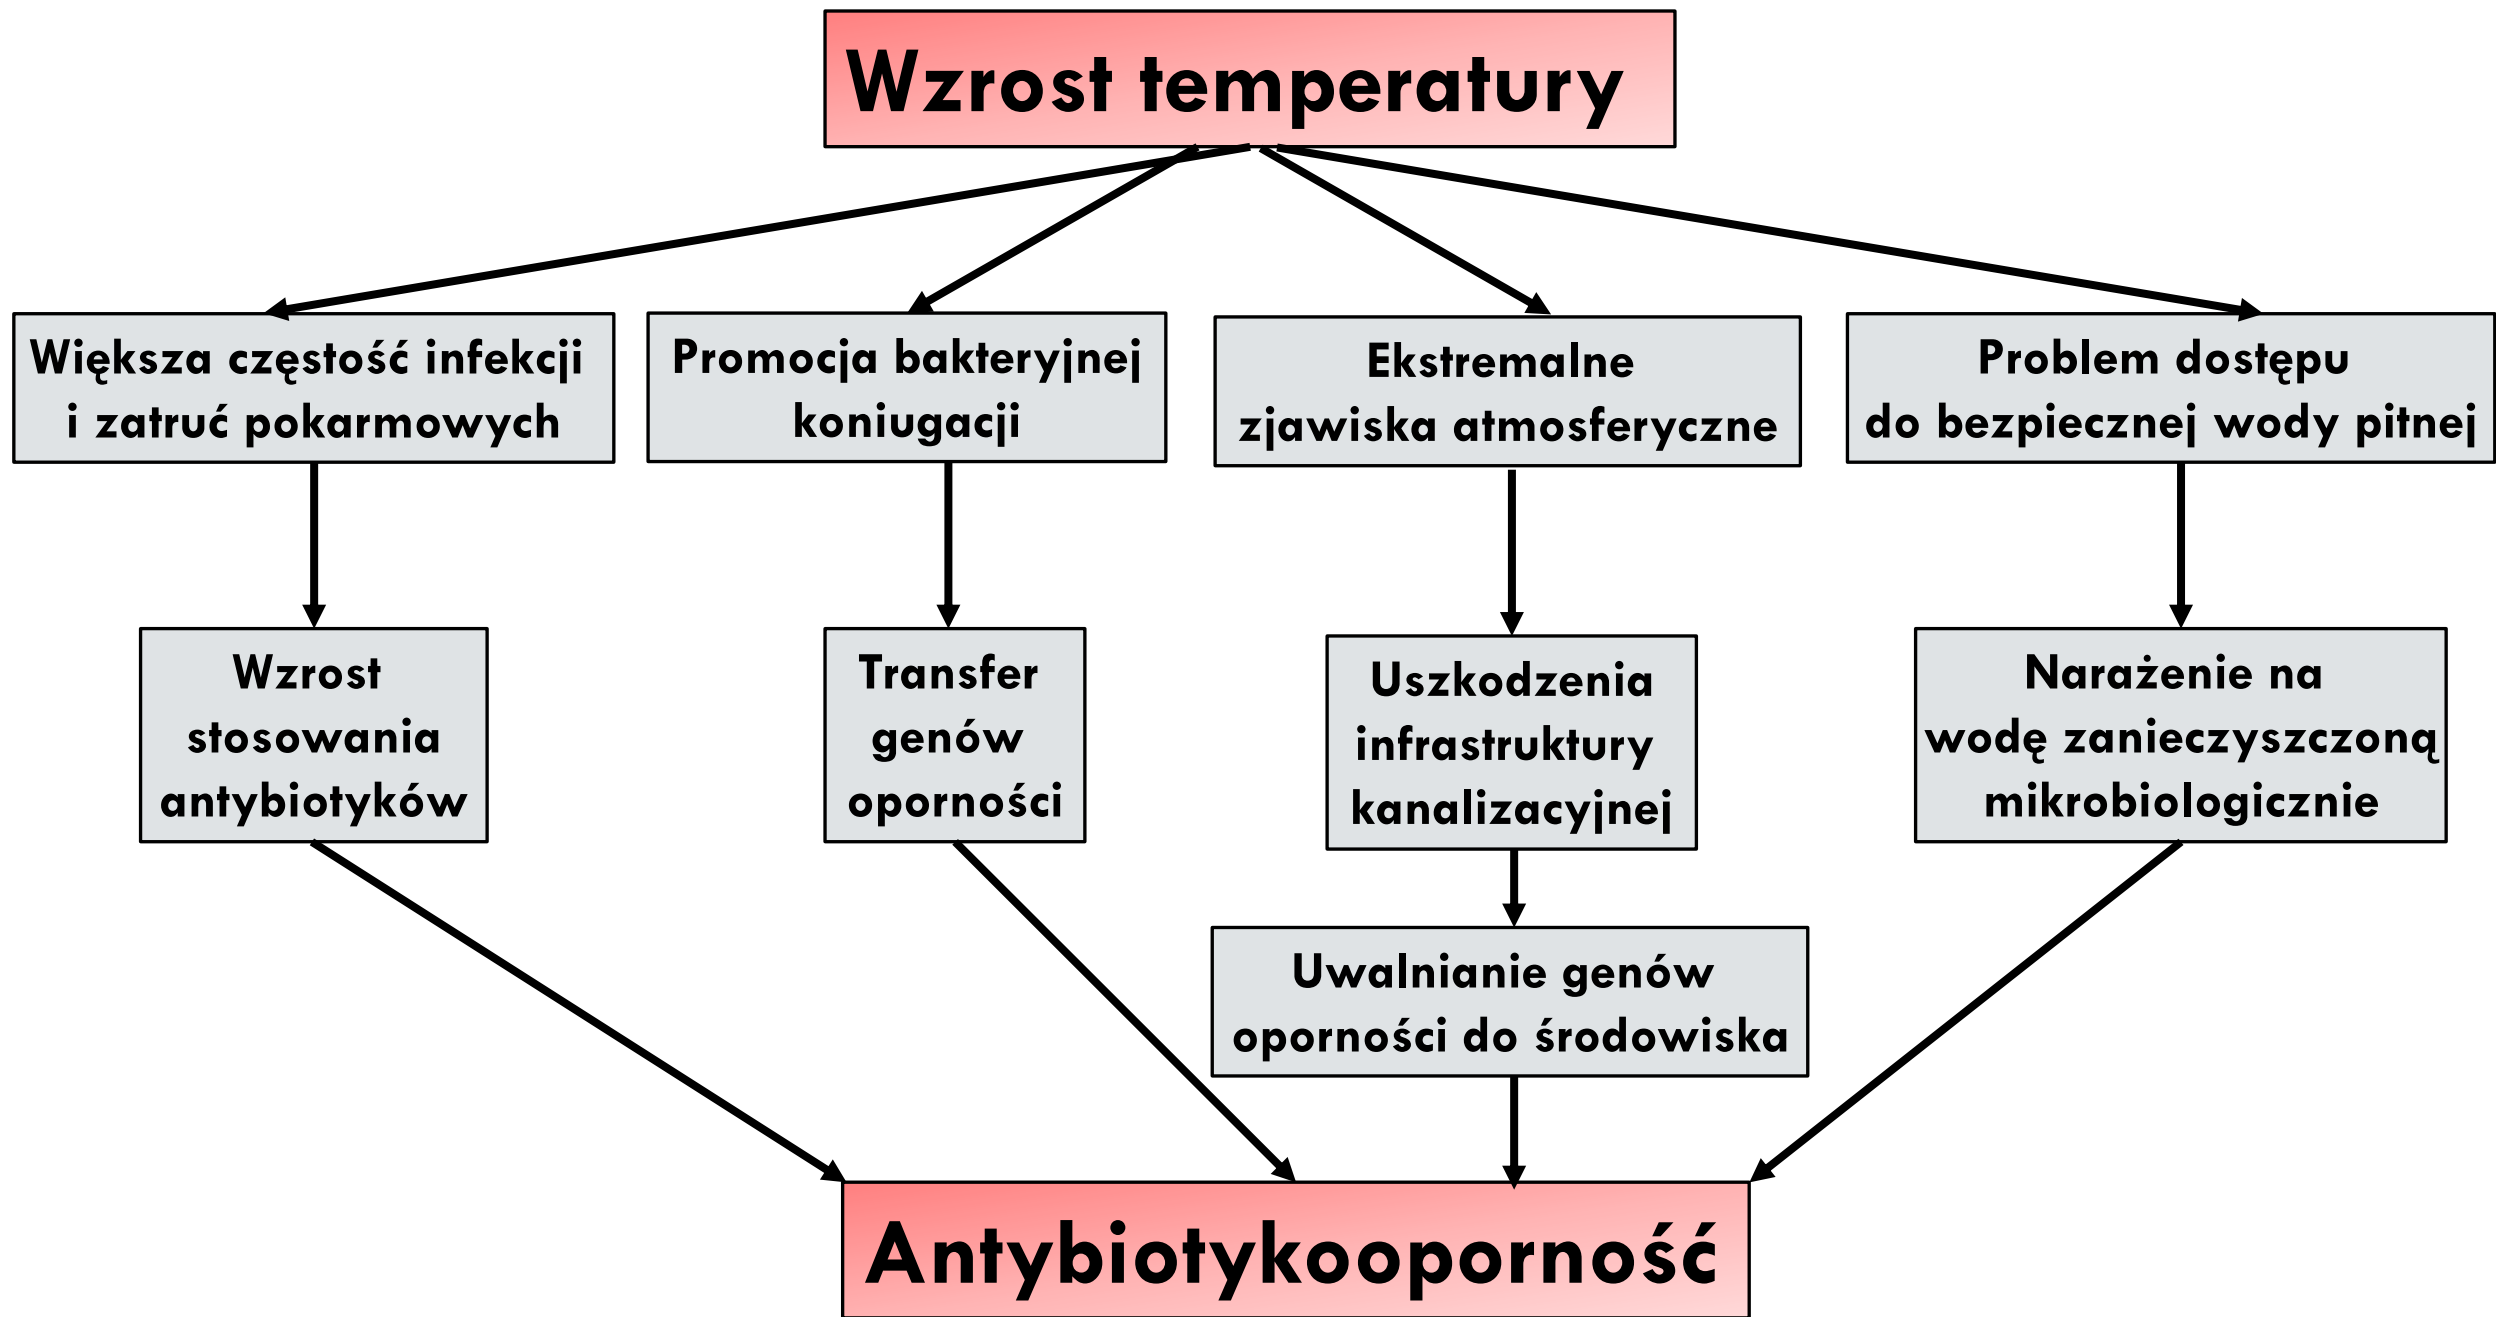 Wzrost temperatury
Większa częstość infekcji
i zatruć pokarmowych
Promocja bakteryjnej
koniugacji
Ekstremalne
zjawiska atmosferyczne
Problem dostępu
do bezpiecznej wody pitnej
Wzrost
stosowania
antybiotyków
Transfer
genów
oporności
Uszkodzenia
infrastruktury
kanalizacyjnej
Narażenie na
wodę zanieczyszczoną
mikrobiologicznie
Uwalnianie genów
oporności do środowiska
Antybiotykooporność